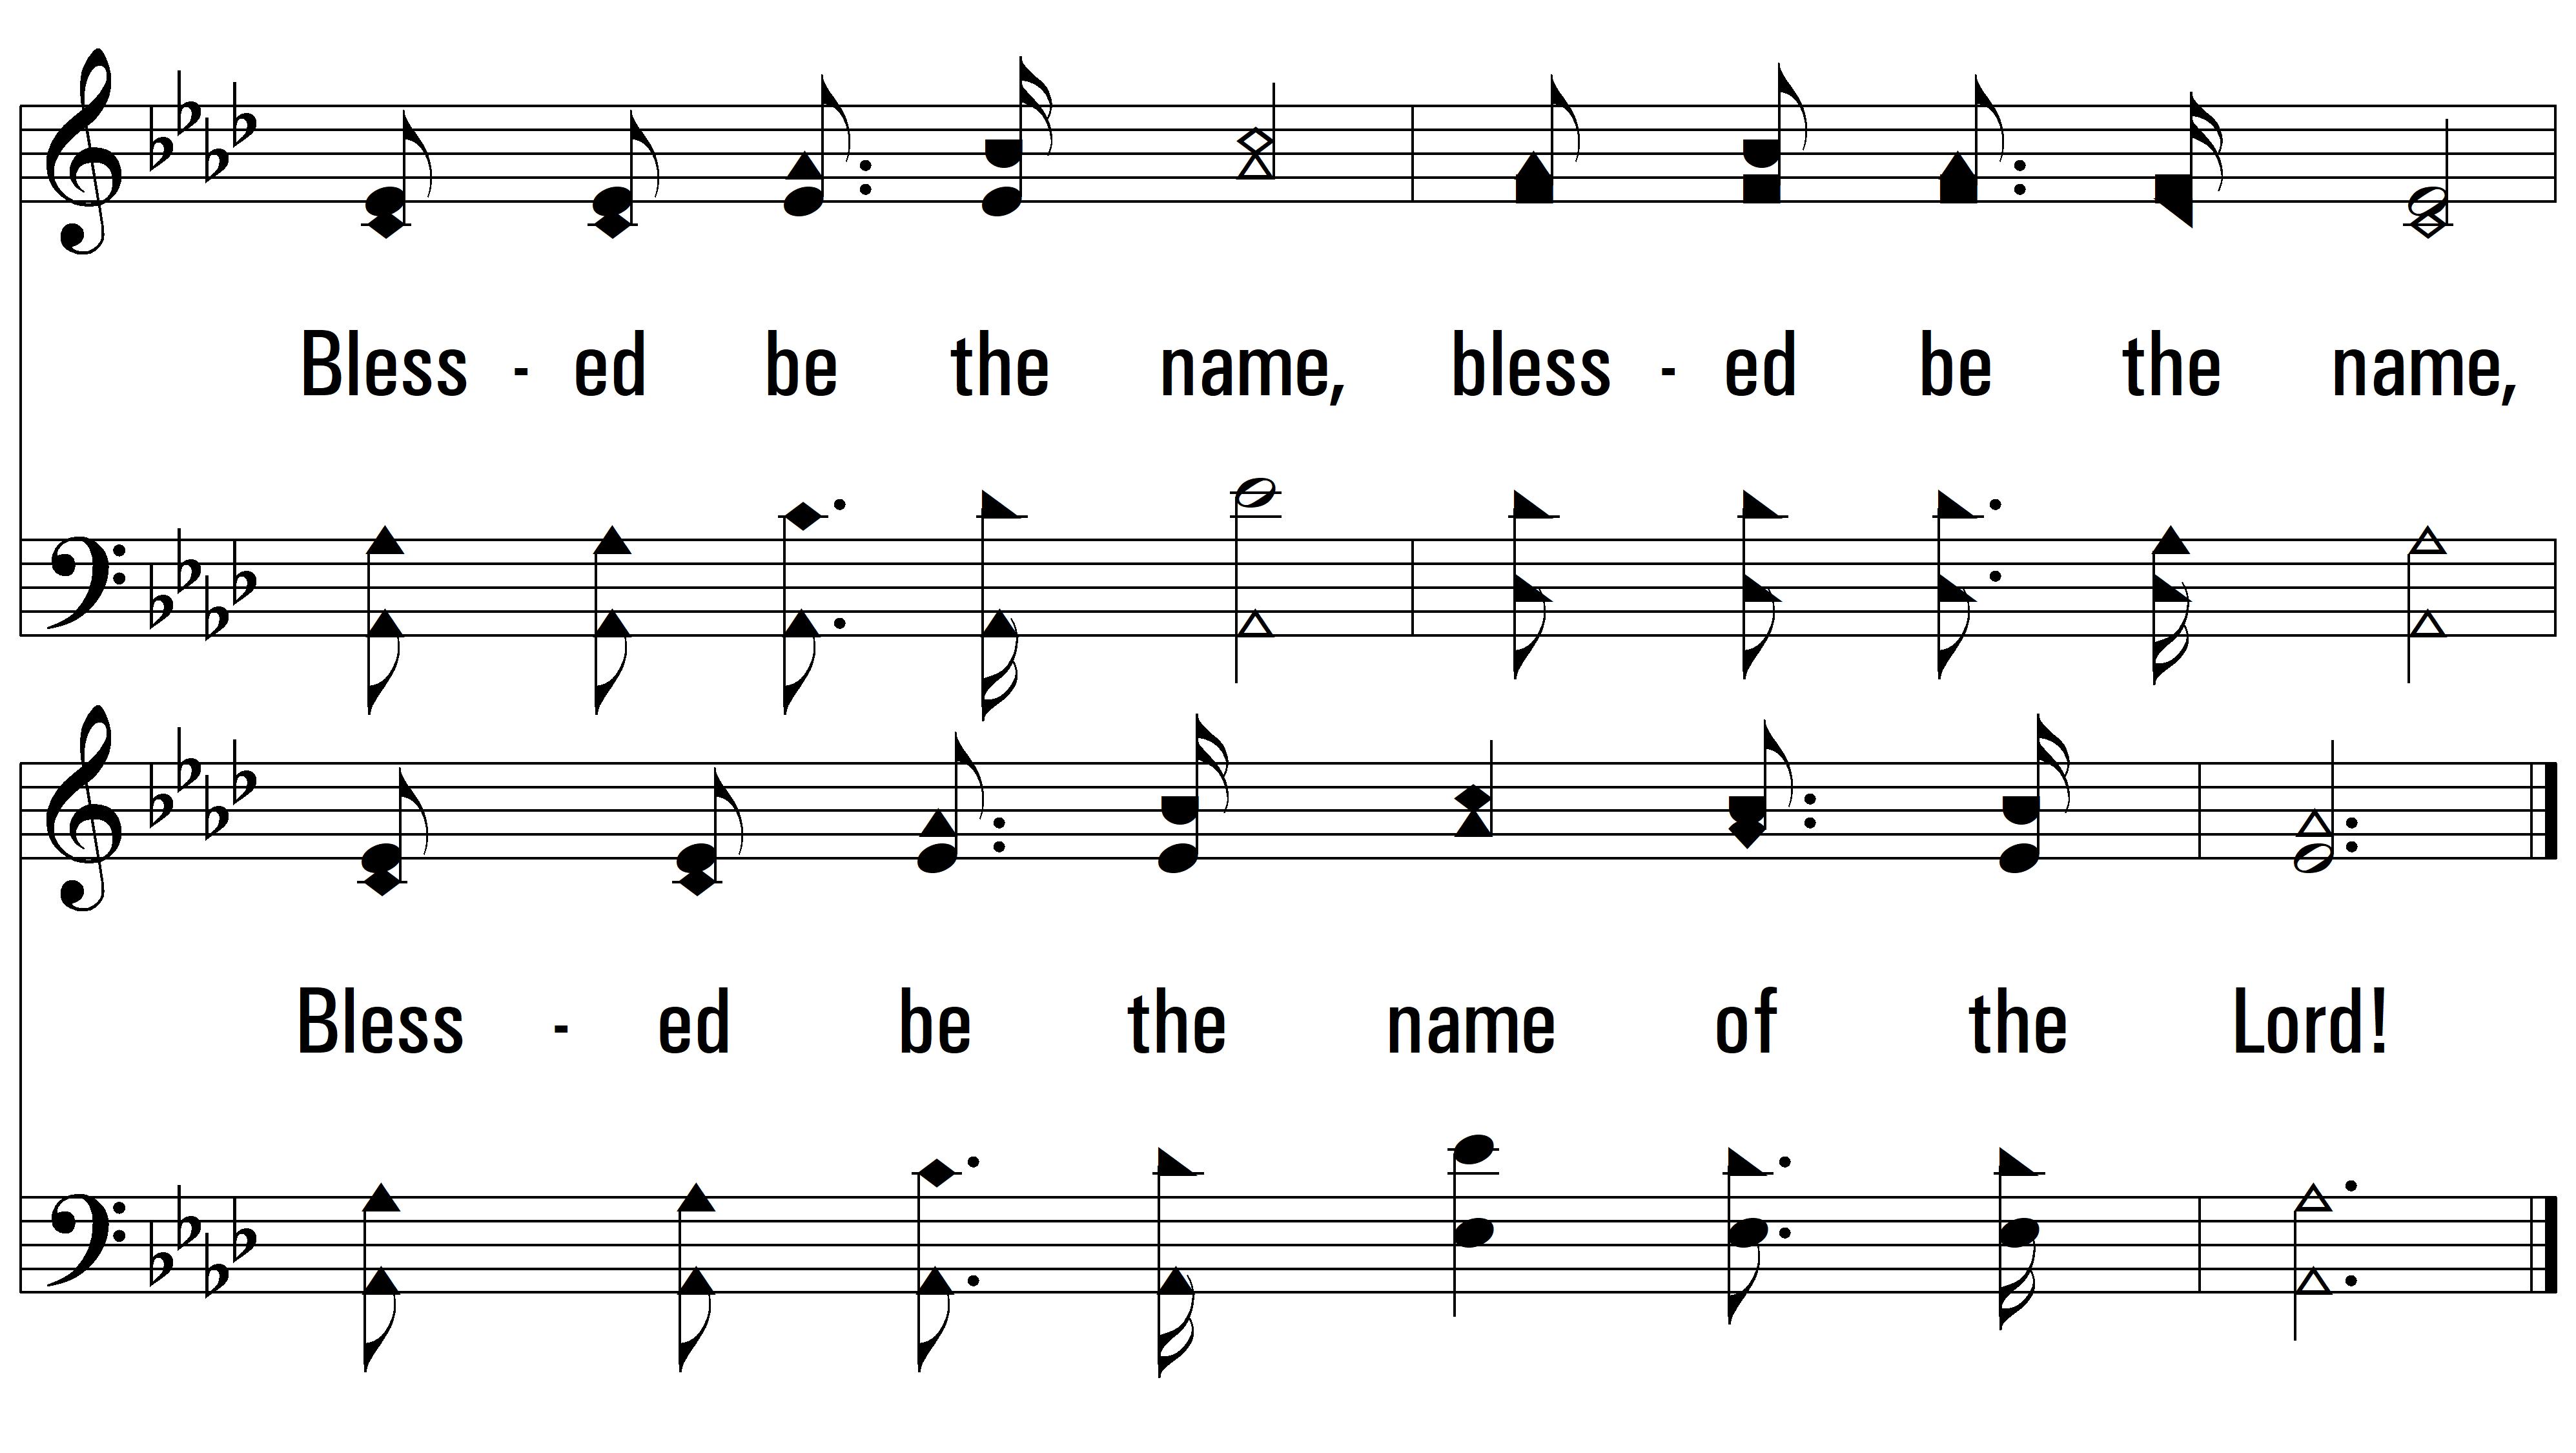 Bless - ed be the name, bless - ed be the name,
Bless - ed be the name of the Lord!